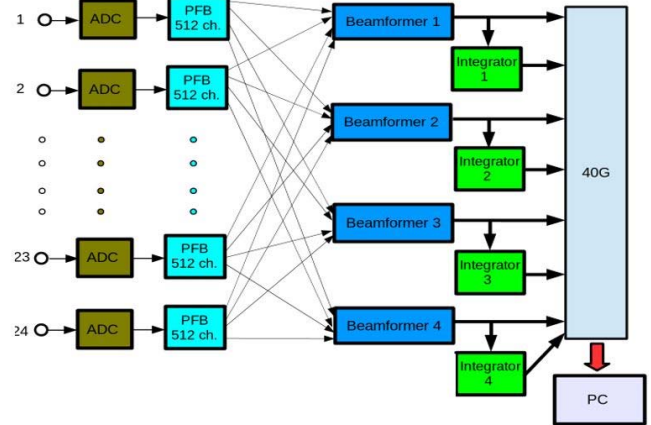 1
ADC
PFB
512 ch.
Beamformer 1
Integrator
1
2
ADC
PFB
512 ch.
Beamformer 2
Integrator
2
40G
23
ADC
PFB
512 ch.
Beamformer 3
Integrator
3
24
ADC
PFB
512 ch.
Beamformer 4
Integrator
4
PC